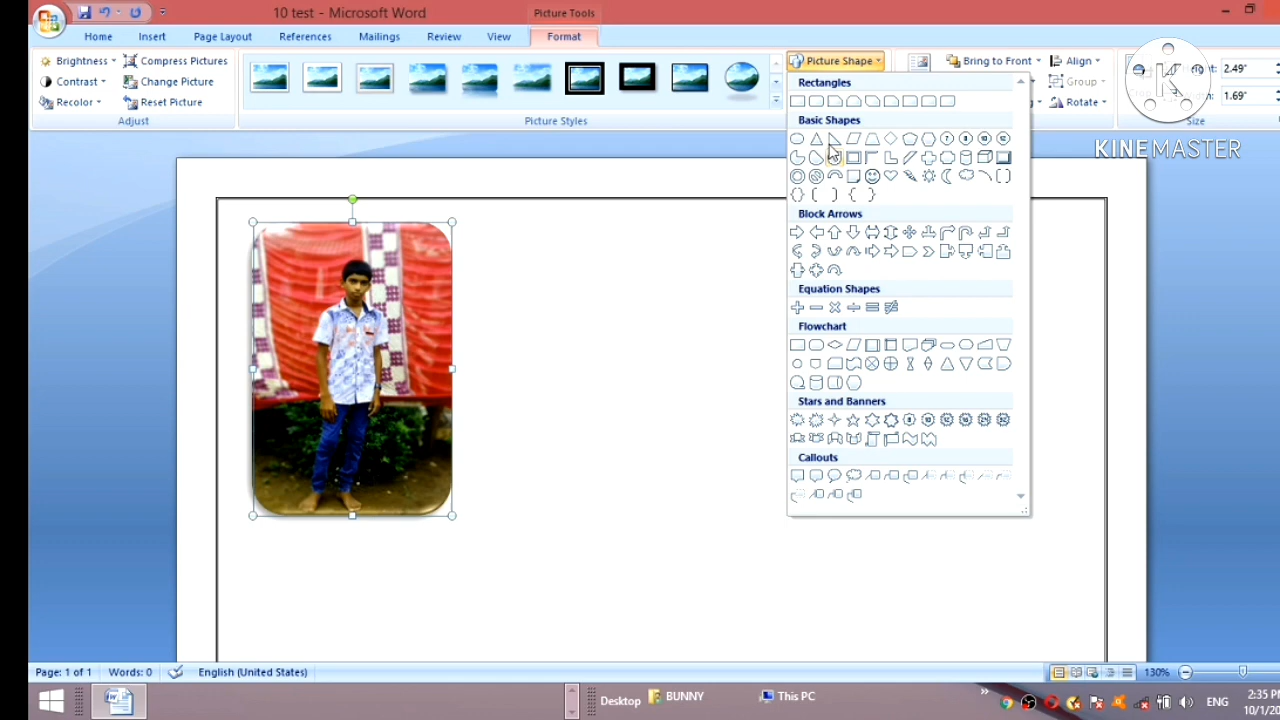 10 test - Microsoft Word
Picture Tools
Home Insert Page Layout References Mailings Review View Format
Brightness Compress Pictures Picture Shape Bring to Front Align 2.49"
Contrast Change Picture Group
Recolor Reset Picture Rotate 1.69"
Adjust Picture Styles Size
KINEMASTER
Rectangles
Basic Shapes
Block Arrows
Equation Shapes
Flowchart
Stars and Banners
Callouts
Page: 1 of 1 Words: 0 English (United States) 130%
Desktop BUNNY This PC ENG 2:35 P
10/1/20